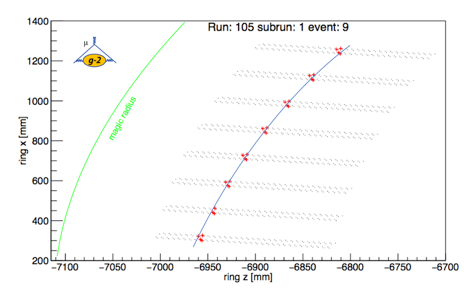 Run: 105 subrun: 1 event: 9
μ
g-2
magic radius
ring x [mm]
1400
1200
1000
800
600
400
200
−7100 −7050 −7000 −6950 −6900 −6850 −6800 −6750 −6700
ring z [mm]